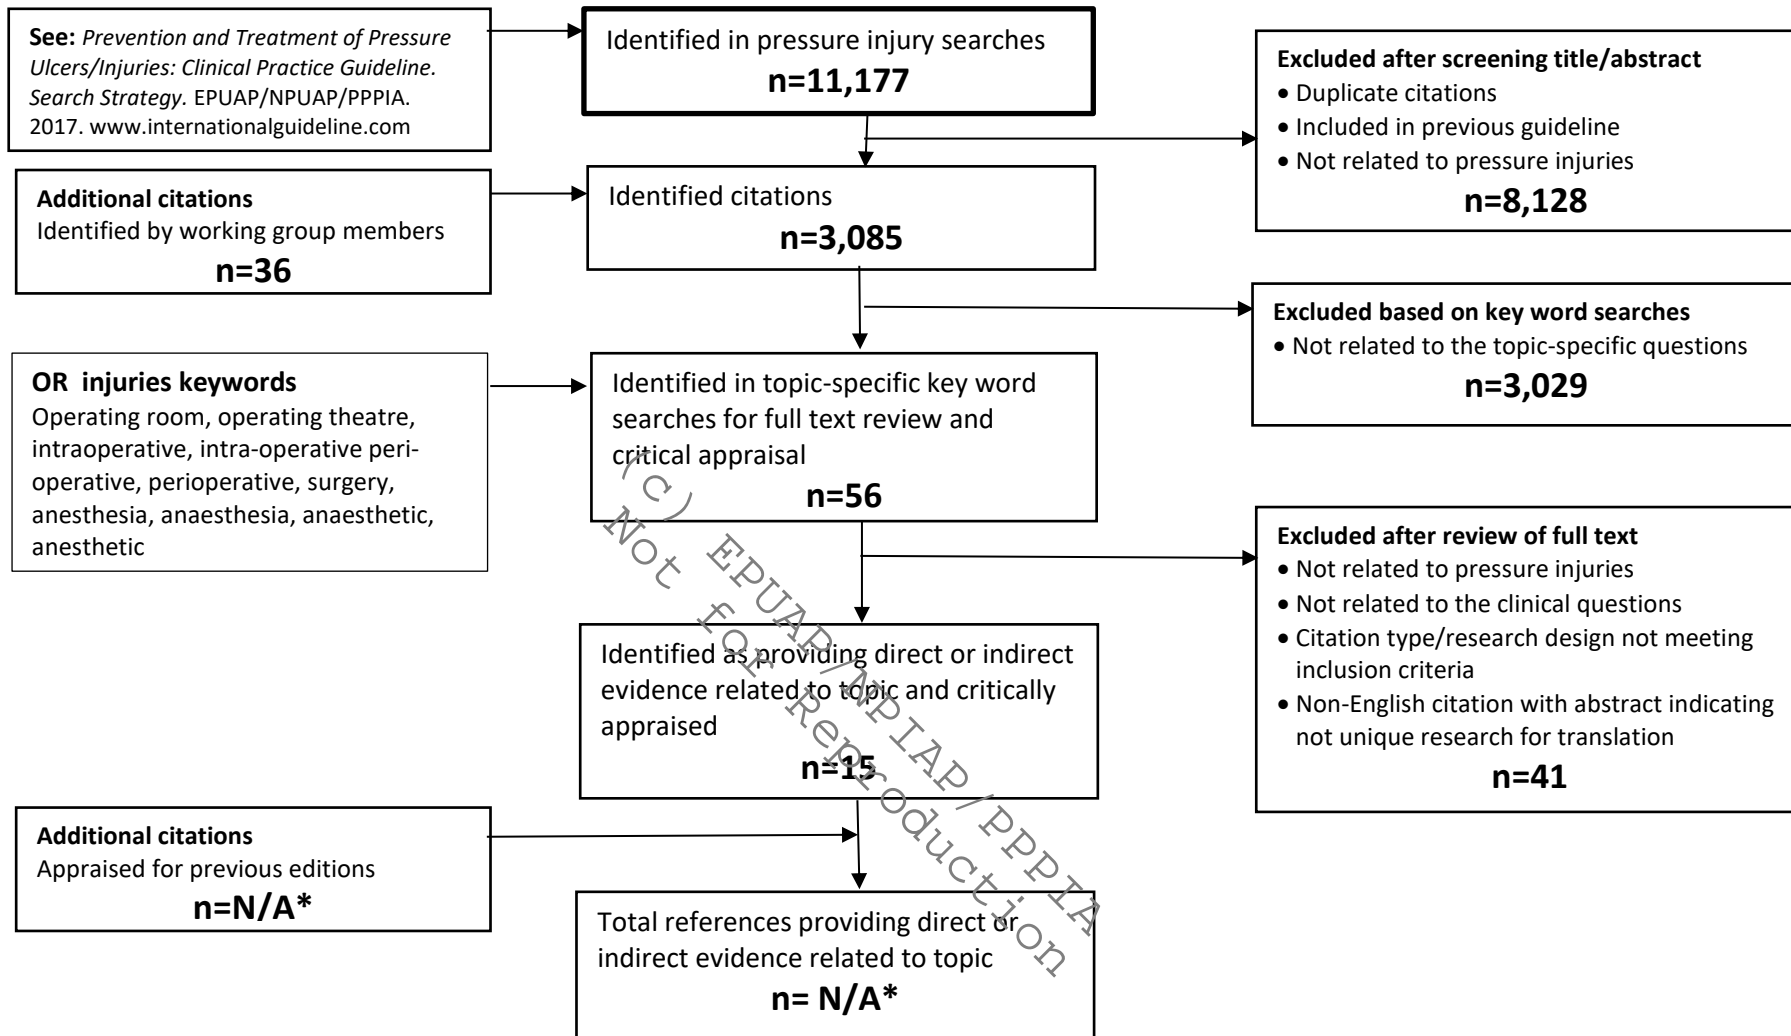 See: Prevention and Treatment of Pressure
Ulcers/Injuries: Clinical Practice Guideline.
Search Strategy. EPUAP/NPUAP/PPPIA.
2017. www.internationalguideline.com
Identified in pressure injury searches
n=11,177
Excluded after screening title/abstract
• Duplicate citations
• Included in previous guideline
• Not related to pressure injuries
n=8,128
Additional citations
Identified by working group members
n=36
Identified citations
n=3,085
Excluded based on key word searches
• Not related to the topic-specific questions
n=3,029
OR  injuries keywords
Operating room, operating theatre,
intraoperative, intra-operative peri-
operative, perioperative, surgery,
anesthesia, anaesthesia, anaesthetic,
anesthetic
Identified in topic-specific key word
searches for full text review and
critical appraisal
n=56
Excluded after review of full text
• Not related to pressure injuries
• Not related to the clinical questions
• Citation type/research design not meeting
inclusion criteria
• Non-English citation with abstract indicating
not unique research for translation
n=41
Identified as providing direct or indirect
evidence related to topic and critically
appraised
n=15
Additional citations
Appraised for previous editions
n=N/A*
Total references providing direct or
indirect evidence related to topic
n= N/A*
(c) EPUAP/NPIAP/PPPIA
Not for Reproduction